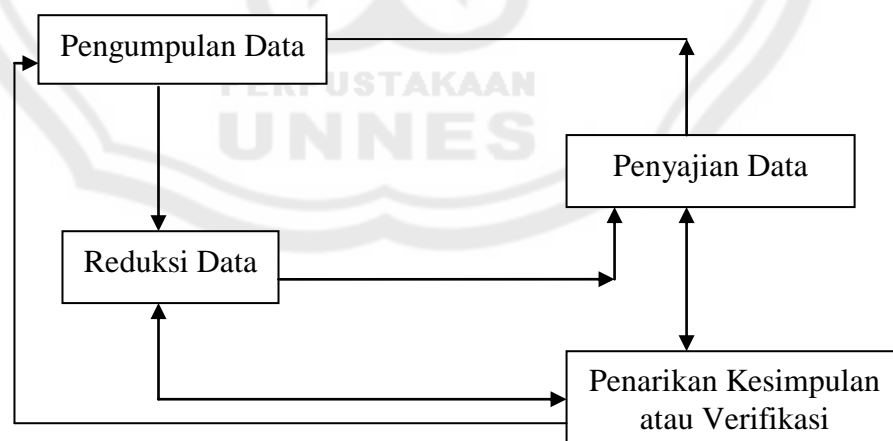 Pengumpulan Data
PERPUSTAKAAN
UNNES
Penyajian Data
Reduksi Data
Penarikan Kesimpulan
atau Verifikasi